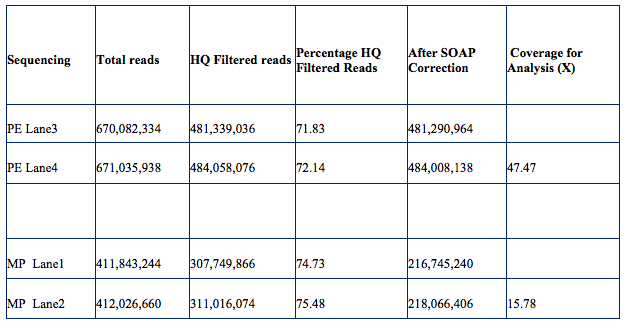 Sequencing Total reads HQ Filtered reads Percentage HQ Filtered Reads After SOAP Correction Coverage for Analysis (X)
PE Lane3 670,082,334 481,339,036 71.83 481,290,964
PE Lane4 671,035,938 484,058,076 72.14 484,008,138 47.47
MP Lane1 411,843,244 307,749,866 74.73 216,745,240
MP Lane2 412,026,660 311,016,074 75.48 218,066,406 15.78